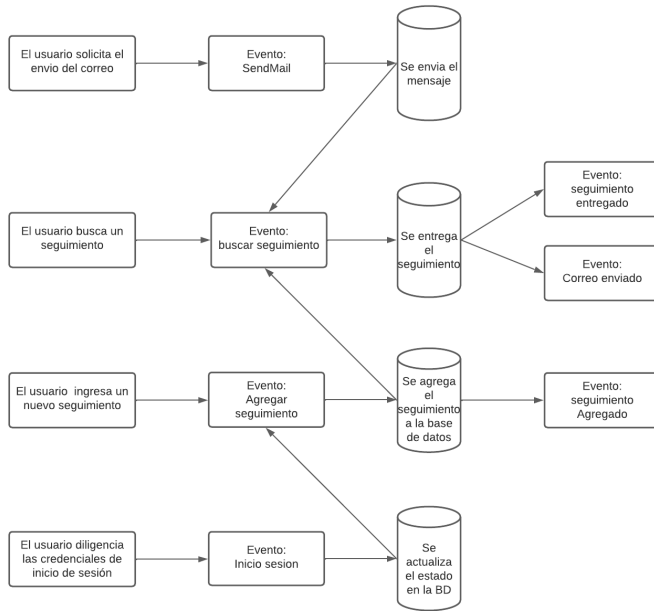 El usuario solicita el
envio del correo
Evento:
SendMail
Se envia el
mensaje
El usuario busca un
seguimiento
Evento:
buscar seguimiento
Se entrega
el
seguimiento
Evento:
seguimiento
entregado
Evento:
Correo enviado
El usuario ingresa un
nuevo seguimiento
Evento:
Agregar
seguimiento
Se agrega
el
seguimiento
a la base
de datos
Evento:
seguimiento
Agregado
El usuario diligencia
las credenciales de
inicio de sesión
Evento:
Inicio sesion
Se
actualiza
el estado
en la BD